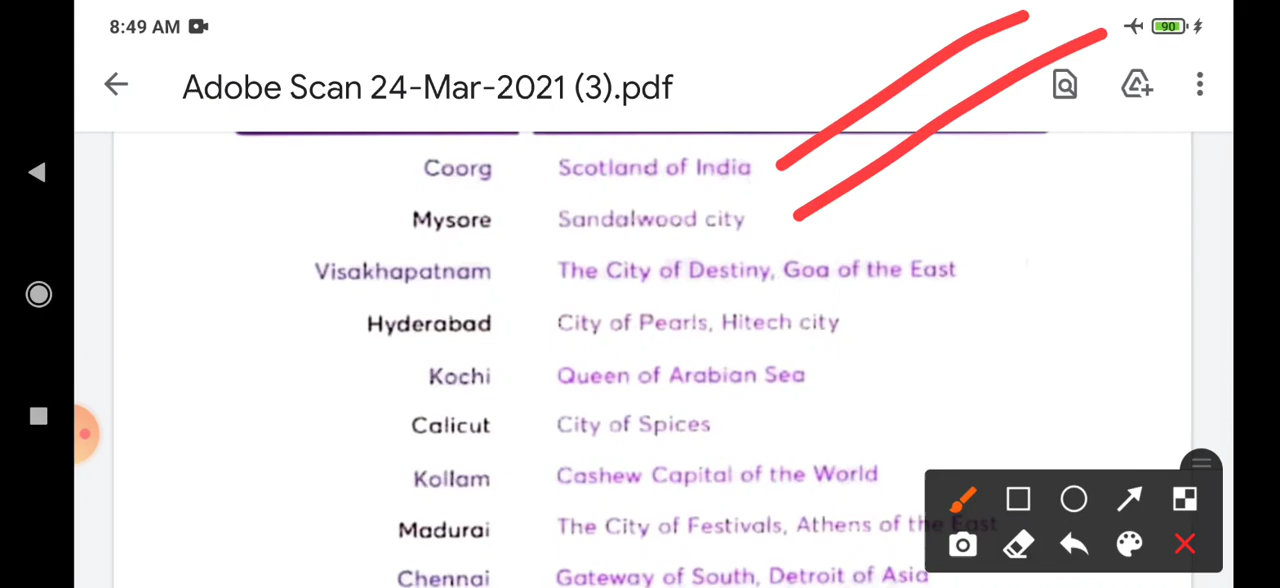 8:49 AM
90
Adobe Scan 24-Mar-2021 (3).pdf
Coorg Scotland of India
Mysore Sandalwood city
Visakhapatnam The City of Destiny, Goa of the East
Hyderabad City of Pearls, Hitech city
Kochi Queen of Arabian Sea
Calicut City of Spices
Kollam Cashew Capital of the World
Madurai The City of Festivals, Athens of the East
Chennai Gateway of South, Detroit of Asia